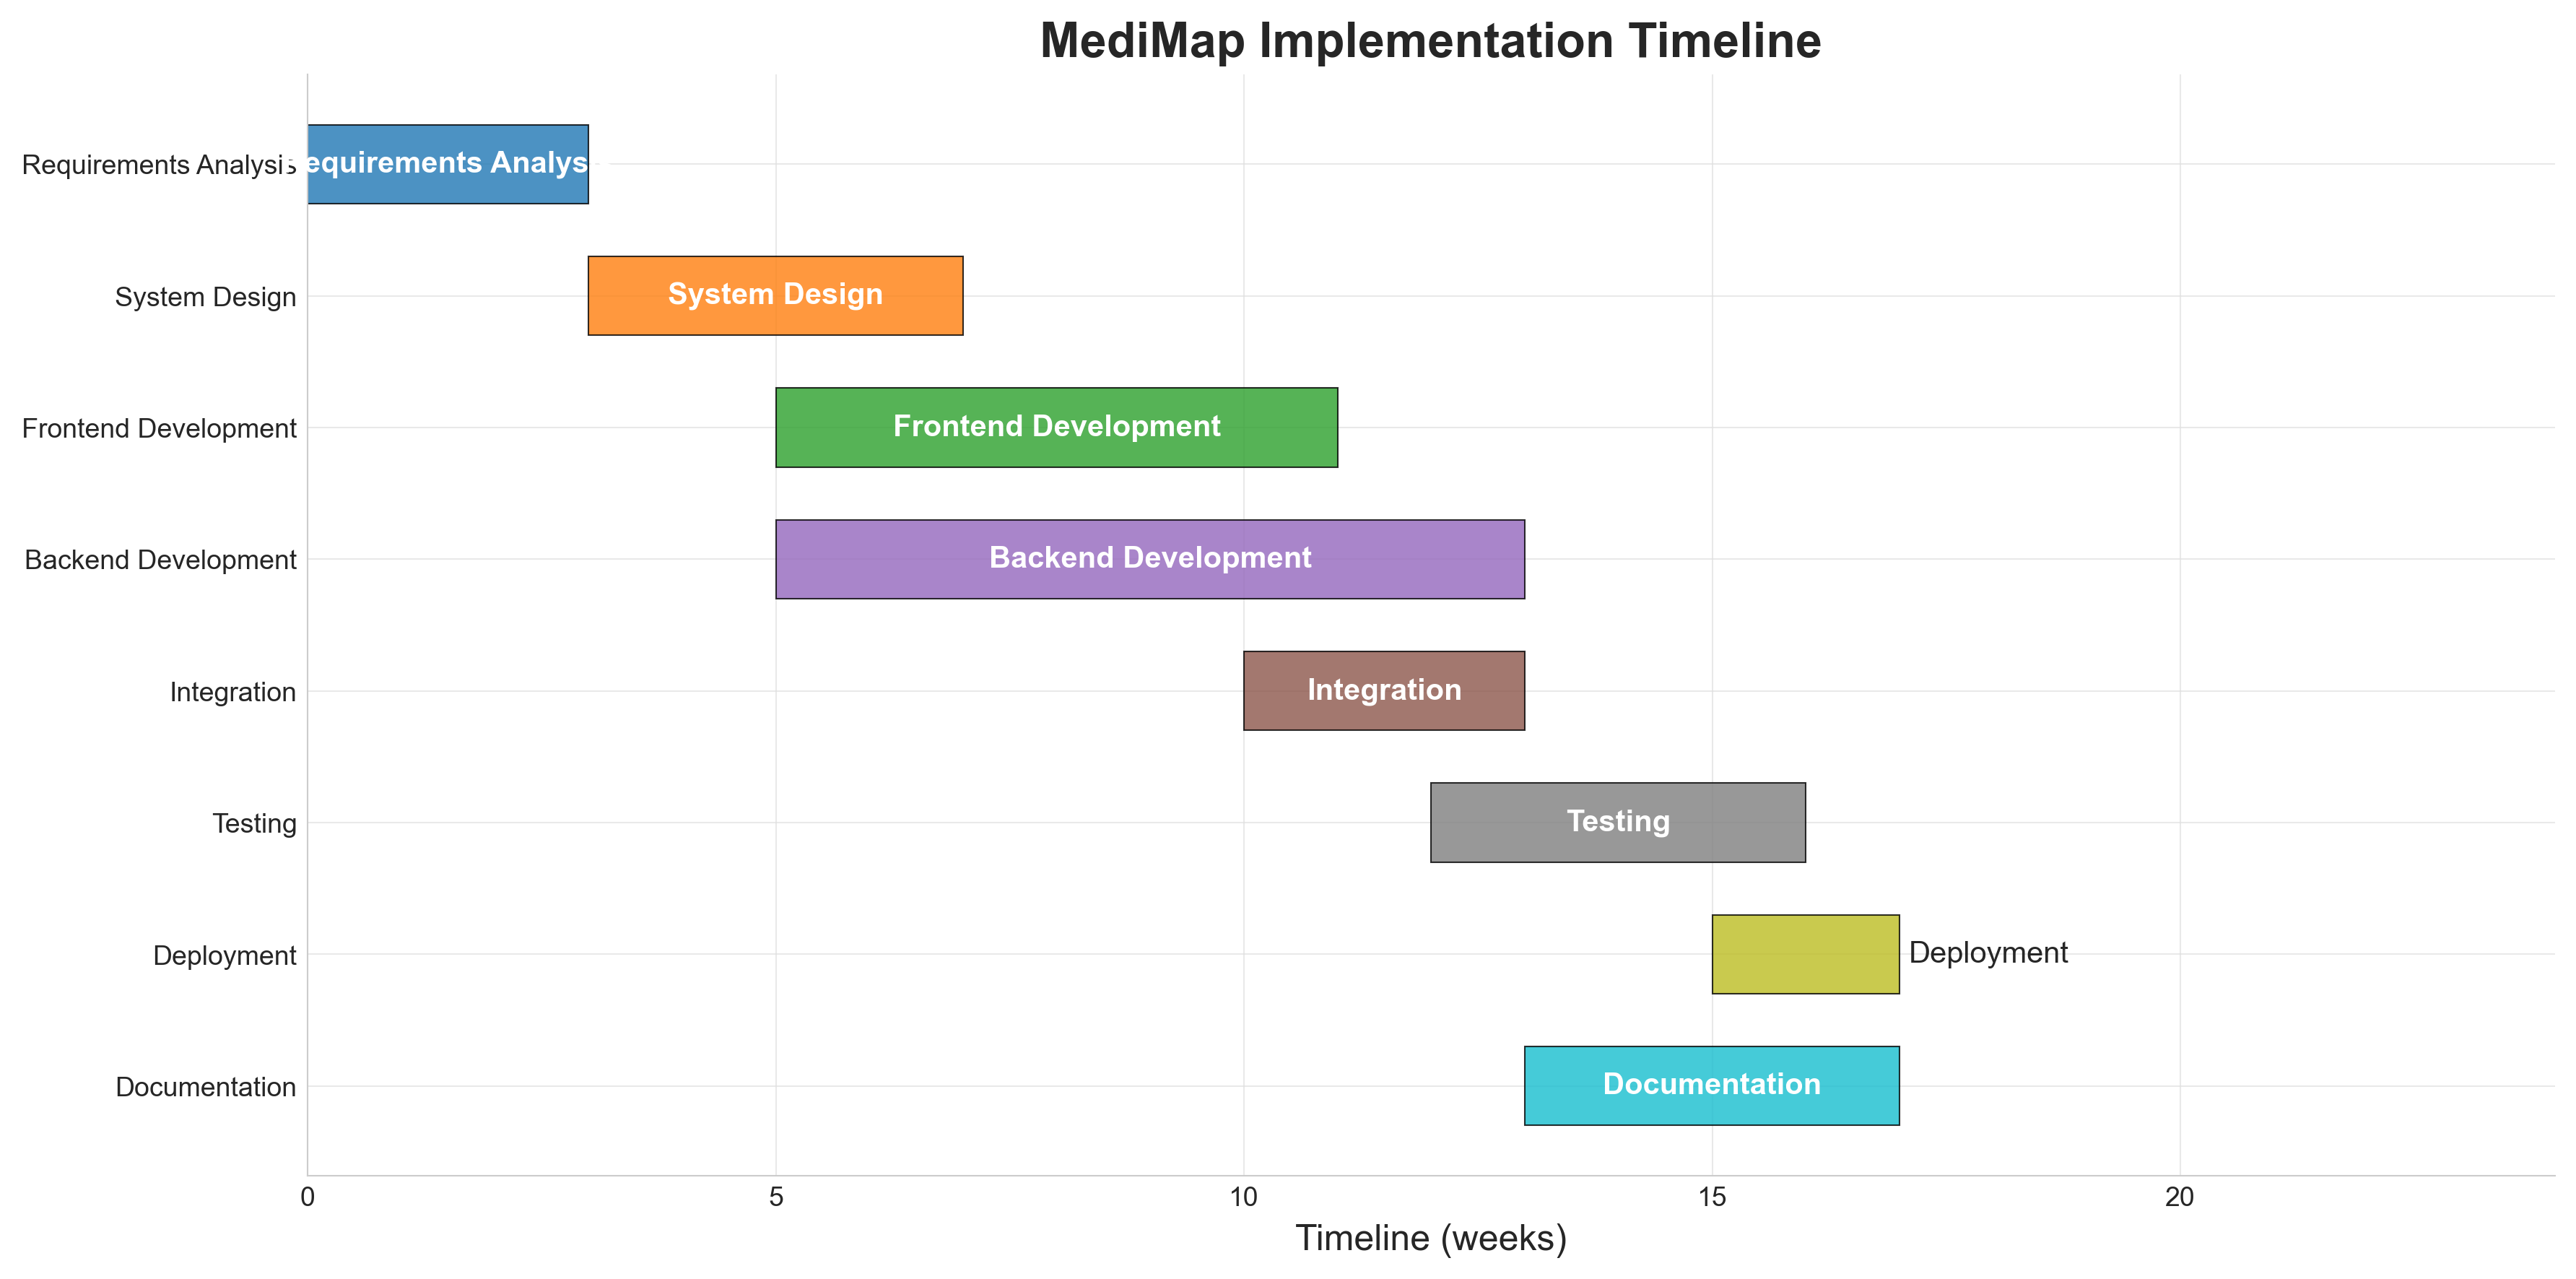 MediMap Implementation Timeline
Requirements Analysis
equirements Analys
System Design
System Design
Frontend Development
Frontend Development
Backend Development
Backend Development
Integration
Integration
Testing
Testing
Deployment
Deployment
Documentation
Documentation
0 5 10 15 20
Timeline (weeks)